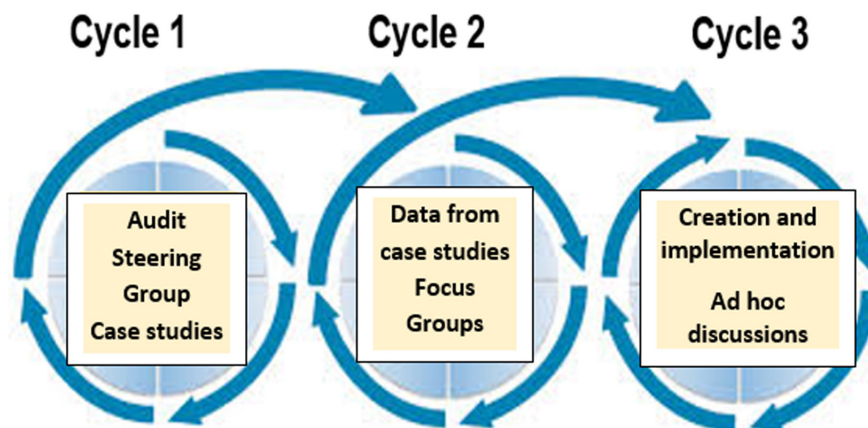 Cycle 1
Cycle 2
Cycle 3
Audit
Steering
Group
Case studies
Data from
case studies
Focus
Groups
Creation and
implementation
Ad hoc
discussions